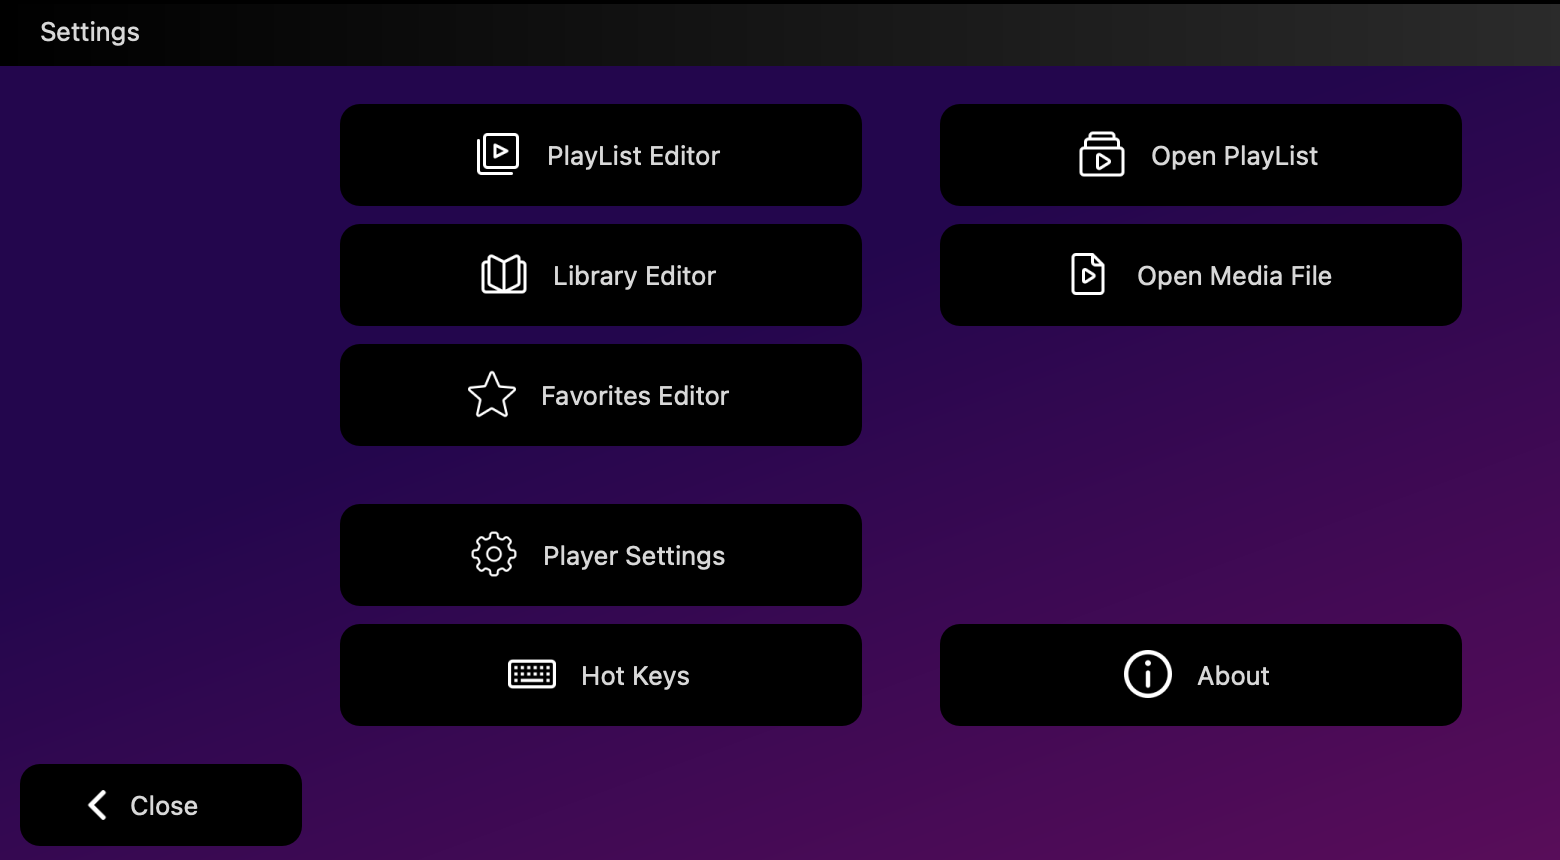 Settings
PlayList Editor
Open PlayList
Library Editor
Open Media File
Favorites Editor
Player Settings
Hot Keys
About
Close